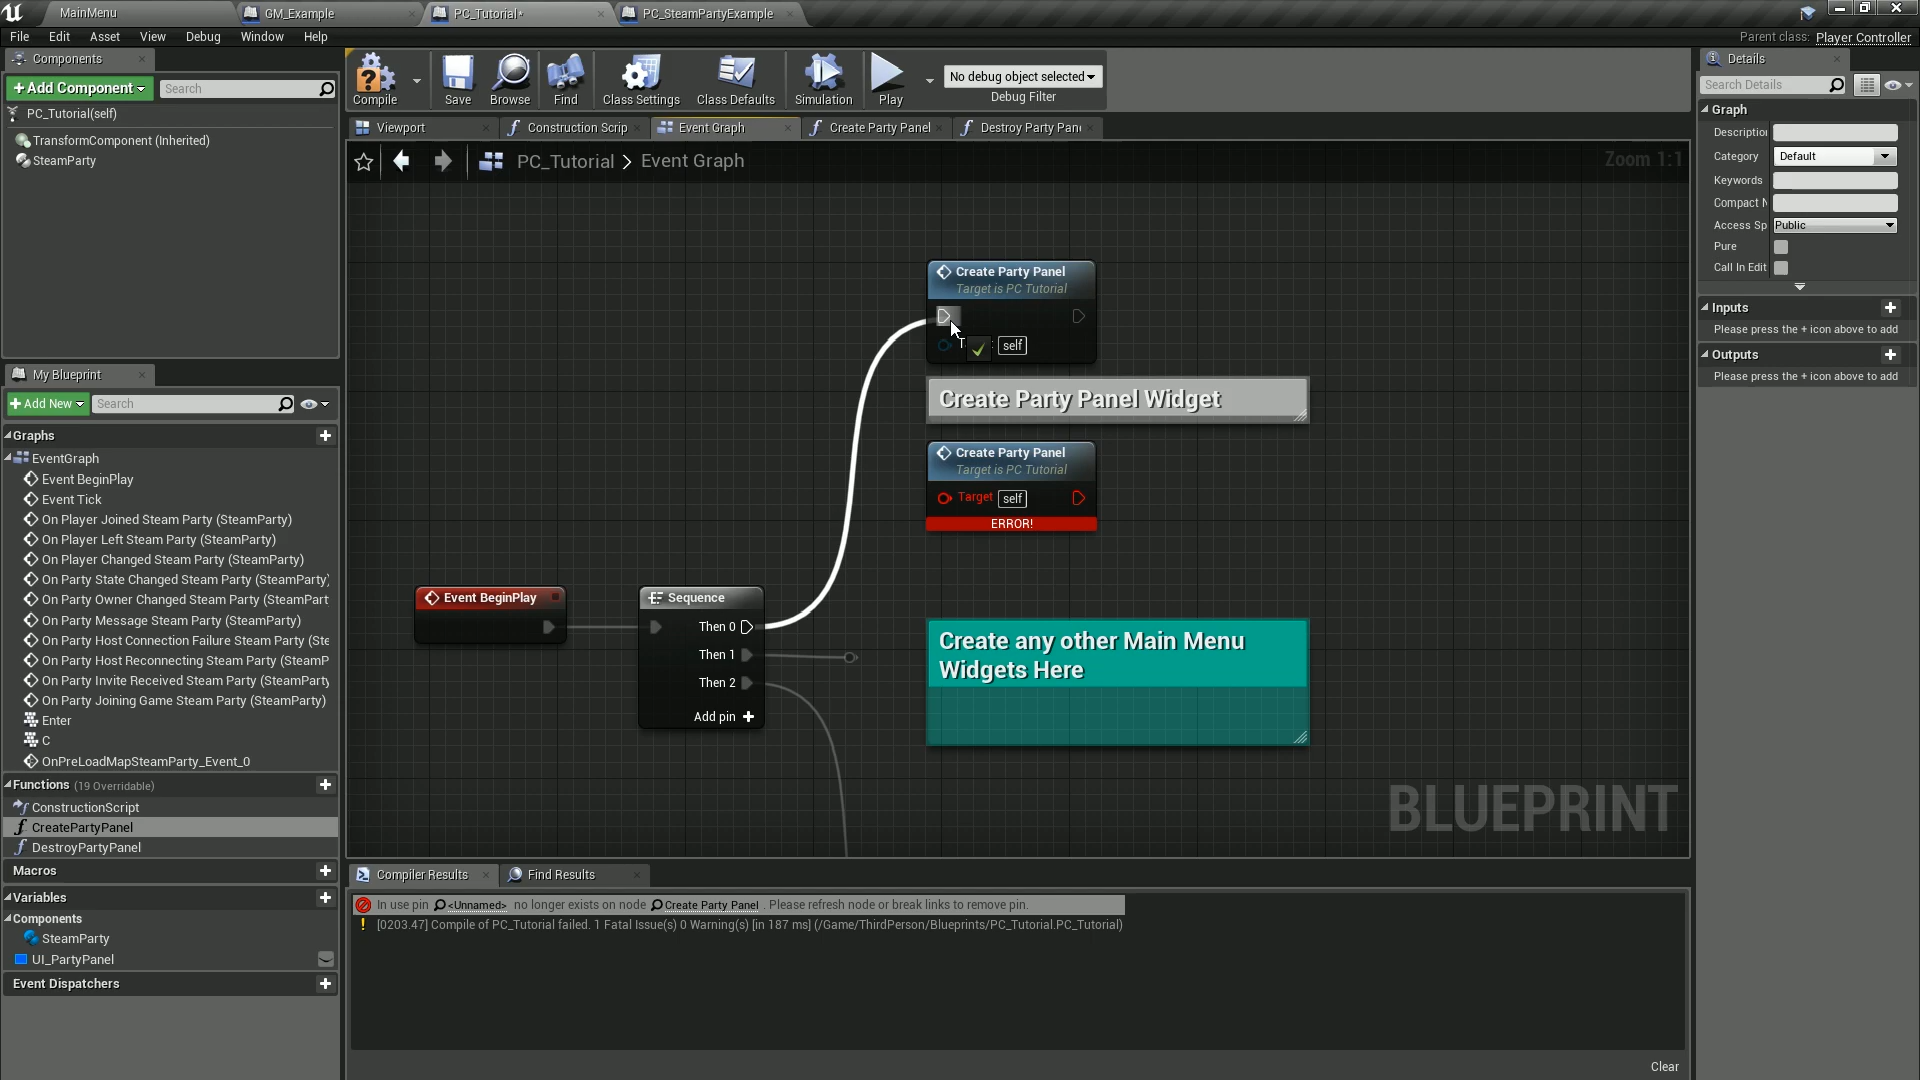 MainMenu
GM_Example
PC_Tutorial*
PC_SteamPartyExample
File Edit Asset View Debug Window Help
Parent class: Player Controller
Components
+ Add Component
Search
PC_Tutorial(self)
TransformComponent (Inherited)
SteamParty
My Blueprint
+ Add New
Search
Graphs
EventGraph
Event BeginPlay
Event Tick
On Player Joined Steam Party (SteamParty)
On Player Left Steam Party (SteamParty)
On Player Changed Steam Party (SteamParty)
On Party State Changed Steam Party (SteamParty)
On Party Owner Changed Steam Party (SteamPart
On Party Message Steam Party (SteamParty)
On Party Host Connection Failure Steam Party (Ste
On Party Host Reconnecting Steam Party (SteamP
On Party Invite Received Steam Party (SteamParty
On Party Joining Game Steam Party (SteamParty)
Enter
C
OnPreLoadMapSteamParty_Event_0
Functions (19 Overridable)
ConstructionScript
CreatePartyPanel
DestroyPartyPanel
Macros
Variables
Components
SteamParty
UI_PartyPanel
Event Dispatchers
Compile
Save
Browse
Find
Class Settings
Class Defaults
Simulation
Play
No debug object selected
Debug Filter
Viewport
Construction Scrip
Event Graph
Create Party Panel
Destroy Party Pan
PC_Tutorial > Event Graph
Zoom 1:1
Create Party Panel
Target is PC Tutorial
T
self
Create Party Panel Widget
Create Party Panel
Target is PC Tutorial
Target self
ERROR!
Event BeginPlay
Sequence
Then 0
Then 1
Then 2
Add pin +
Create any other Main Menu
Widgets Here
BLUEPRINT
Compiler Results
Find Results
In use pin <Unnamed> no longer exists on node Create Party Panel . Please refresh node or break links to remove pin.
[0203.47] Compile of PC_Tutorial failed. 1 Fatal Issue(s) 0 Warning(s) [in 187 ms] (/Game/ThirdPerson/Blueprints/PC_Tutorial.PC_Tutorial)
Clear
Details
Search Details
Graph
Description
Category Default
Keywords
Compact N
Access Sp Public
Pure
Call In Edit
Inputs
Please press the + icon above to add
Outputs
Please press the + icon above to add